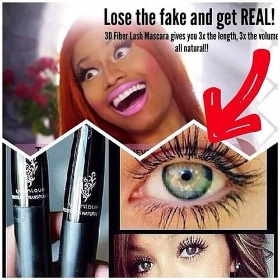 Lose the fake and get REAL!
3D Fiber Lash Mascara gives you 3x the length, 3x the volume
all natural!!
younique